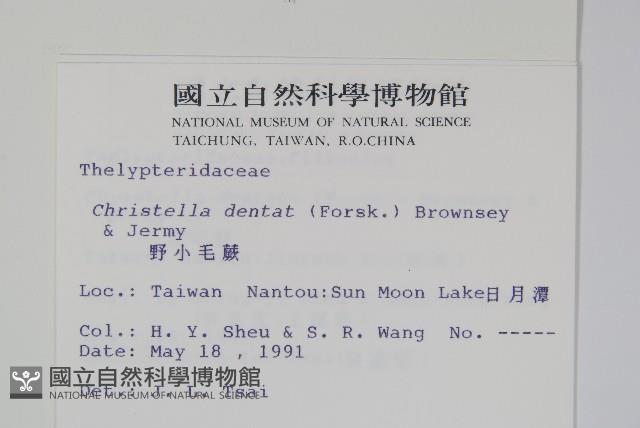 國立自然科學博物館
NATIONAL MUSEUM OF NATURAL SCIENCE
TAICHUNG, TAIWAN, R.O.CHINA
Thelypteridaceae
Christella dentat (Forsk.) Brownsey
& Jermy
野小毛蕨
Loc.: Taiwan Nantou:Sun Moon Lake日月潭
Col.: H. Y. Sheu & S. R. Wang No. -----
Date: May 18 , 1991
國立自然科學博物館
NATIONAL MUSEUM OF NATURAL SCIENCE
Det.: J. L. Tsai